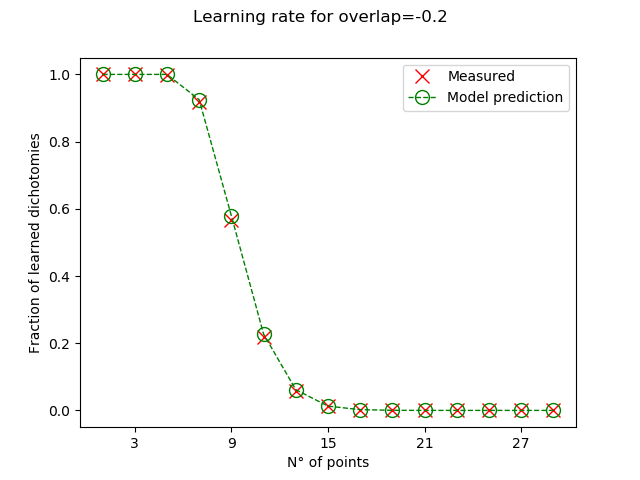 Learning rate for overlap=-0.2
Measured
Model prediction
Fraction of learned dichotomies
1.0
0.8
0.6
0.4
0.2
0.0
3 9 15 21 27
N° of points